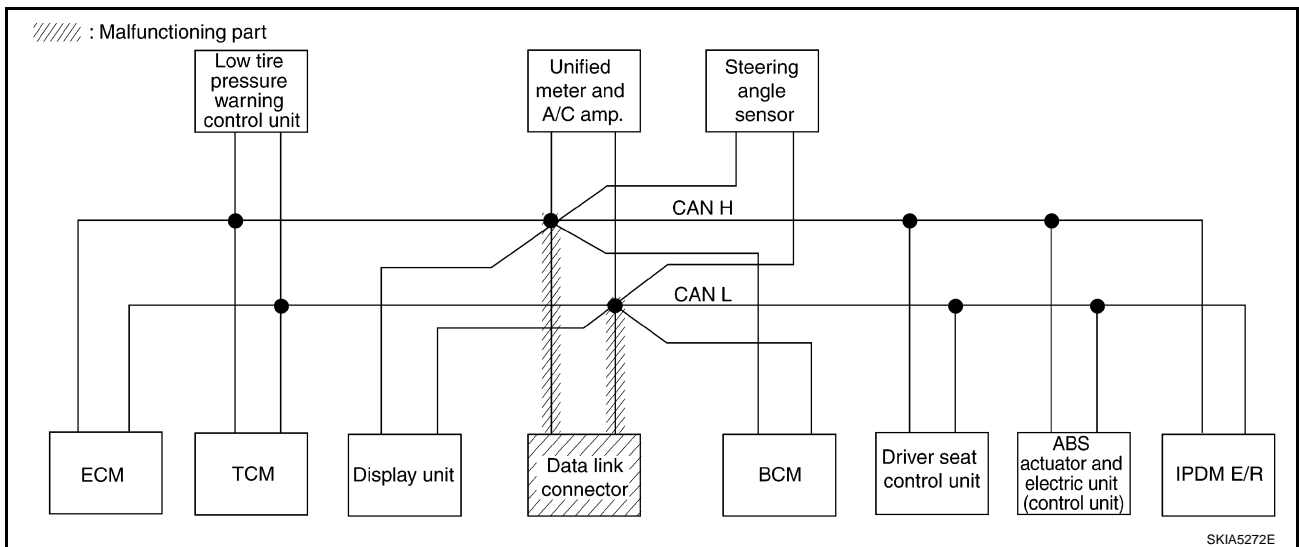 : Malfunctioning part
Low tire
pressure
warning
control unit
Unified
meter and
A/C amp.
Steering
angle
sensor
CAN H
CAN L
ECM
TCM
Display unit
Data link
connector
BCM
Driver seat
control unit
ABS
actuator and
electric unit
(control unit)
IPDM E/R
SKIA5272E